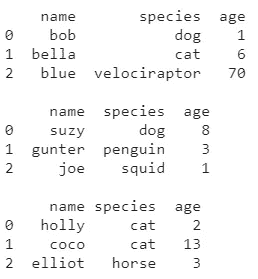 name species age
0 bob dog 1
1 bella cat 6
2 blue velociraptor 70
name species age
0 suzy dog 8
1 gunter penguin 3
2 joe squid 1
name species age
0 holly cat 2
1 coco cat 13
2 elliot horse 3